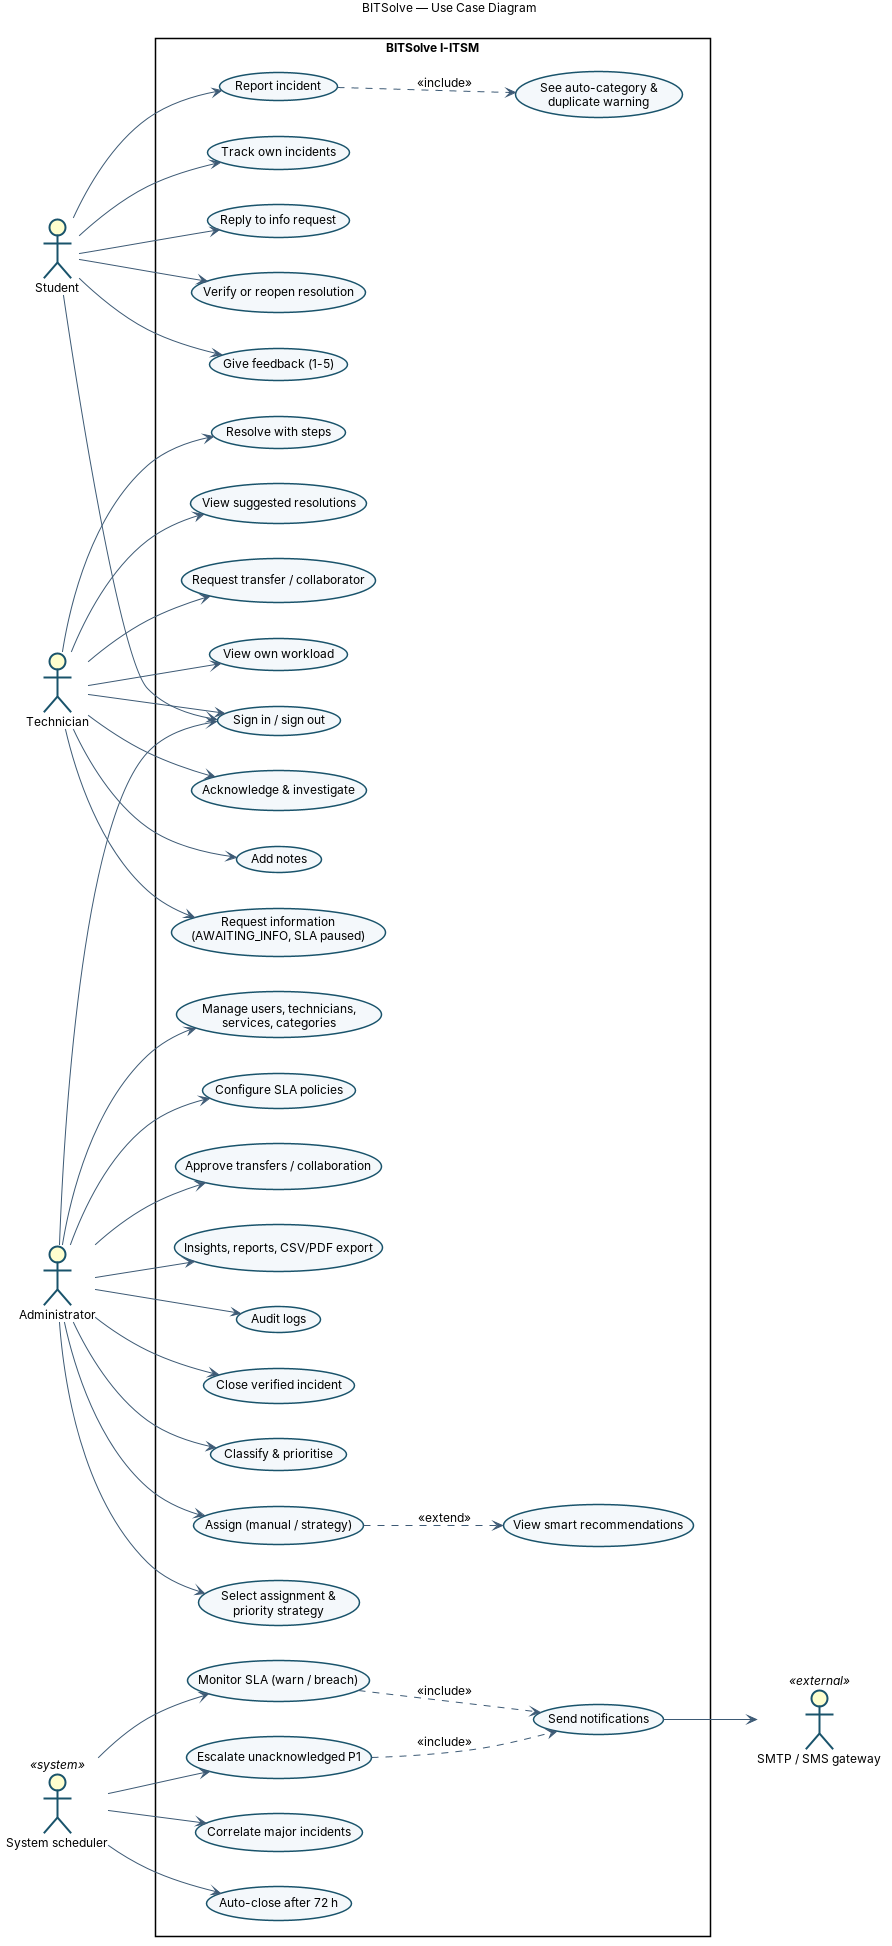 BITSolve — Use Case Diagram
BITSolve I-ITSM
Report incident
«include»
See auto-category &
duplicate warning
Track own incidents
Reply to info request
Student
Verify or reopen resolution
Give feedback (1-5)
Resolve with steps
View suggested resolutions
Request transfer / collaborator
View own workload
Technician
Sign in / sign out
Acknowledge & investigate
Add notes
Request information
(AWAITING_INFO, SLA paused)
Manage users, technicians,
services, categories
Configure SLA policies
Approve transfers / collaboration
Insights, reports, CSV/PDF export
Administrator
Audit logs
Close verified incident
Classify & prioritise
Assign (manual / strategy)
«extend»
View smart recommendations
Select assignment &
priority strategy
Monitor SLA (warn / breach)
«include»
Send notifications
«external»
SMTP / SMS gateway
Escalate unacknowledged P1
«include»
«system»
System scheduler
Correlate major incidents
Auto-close after 72 h